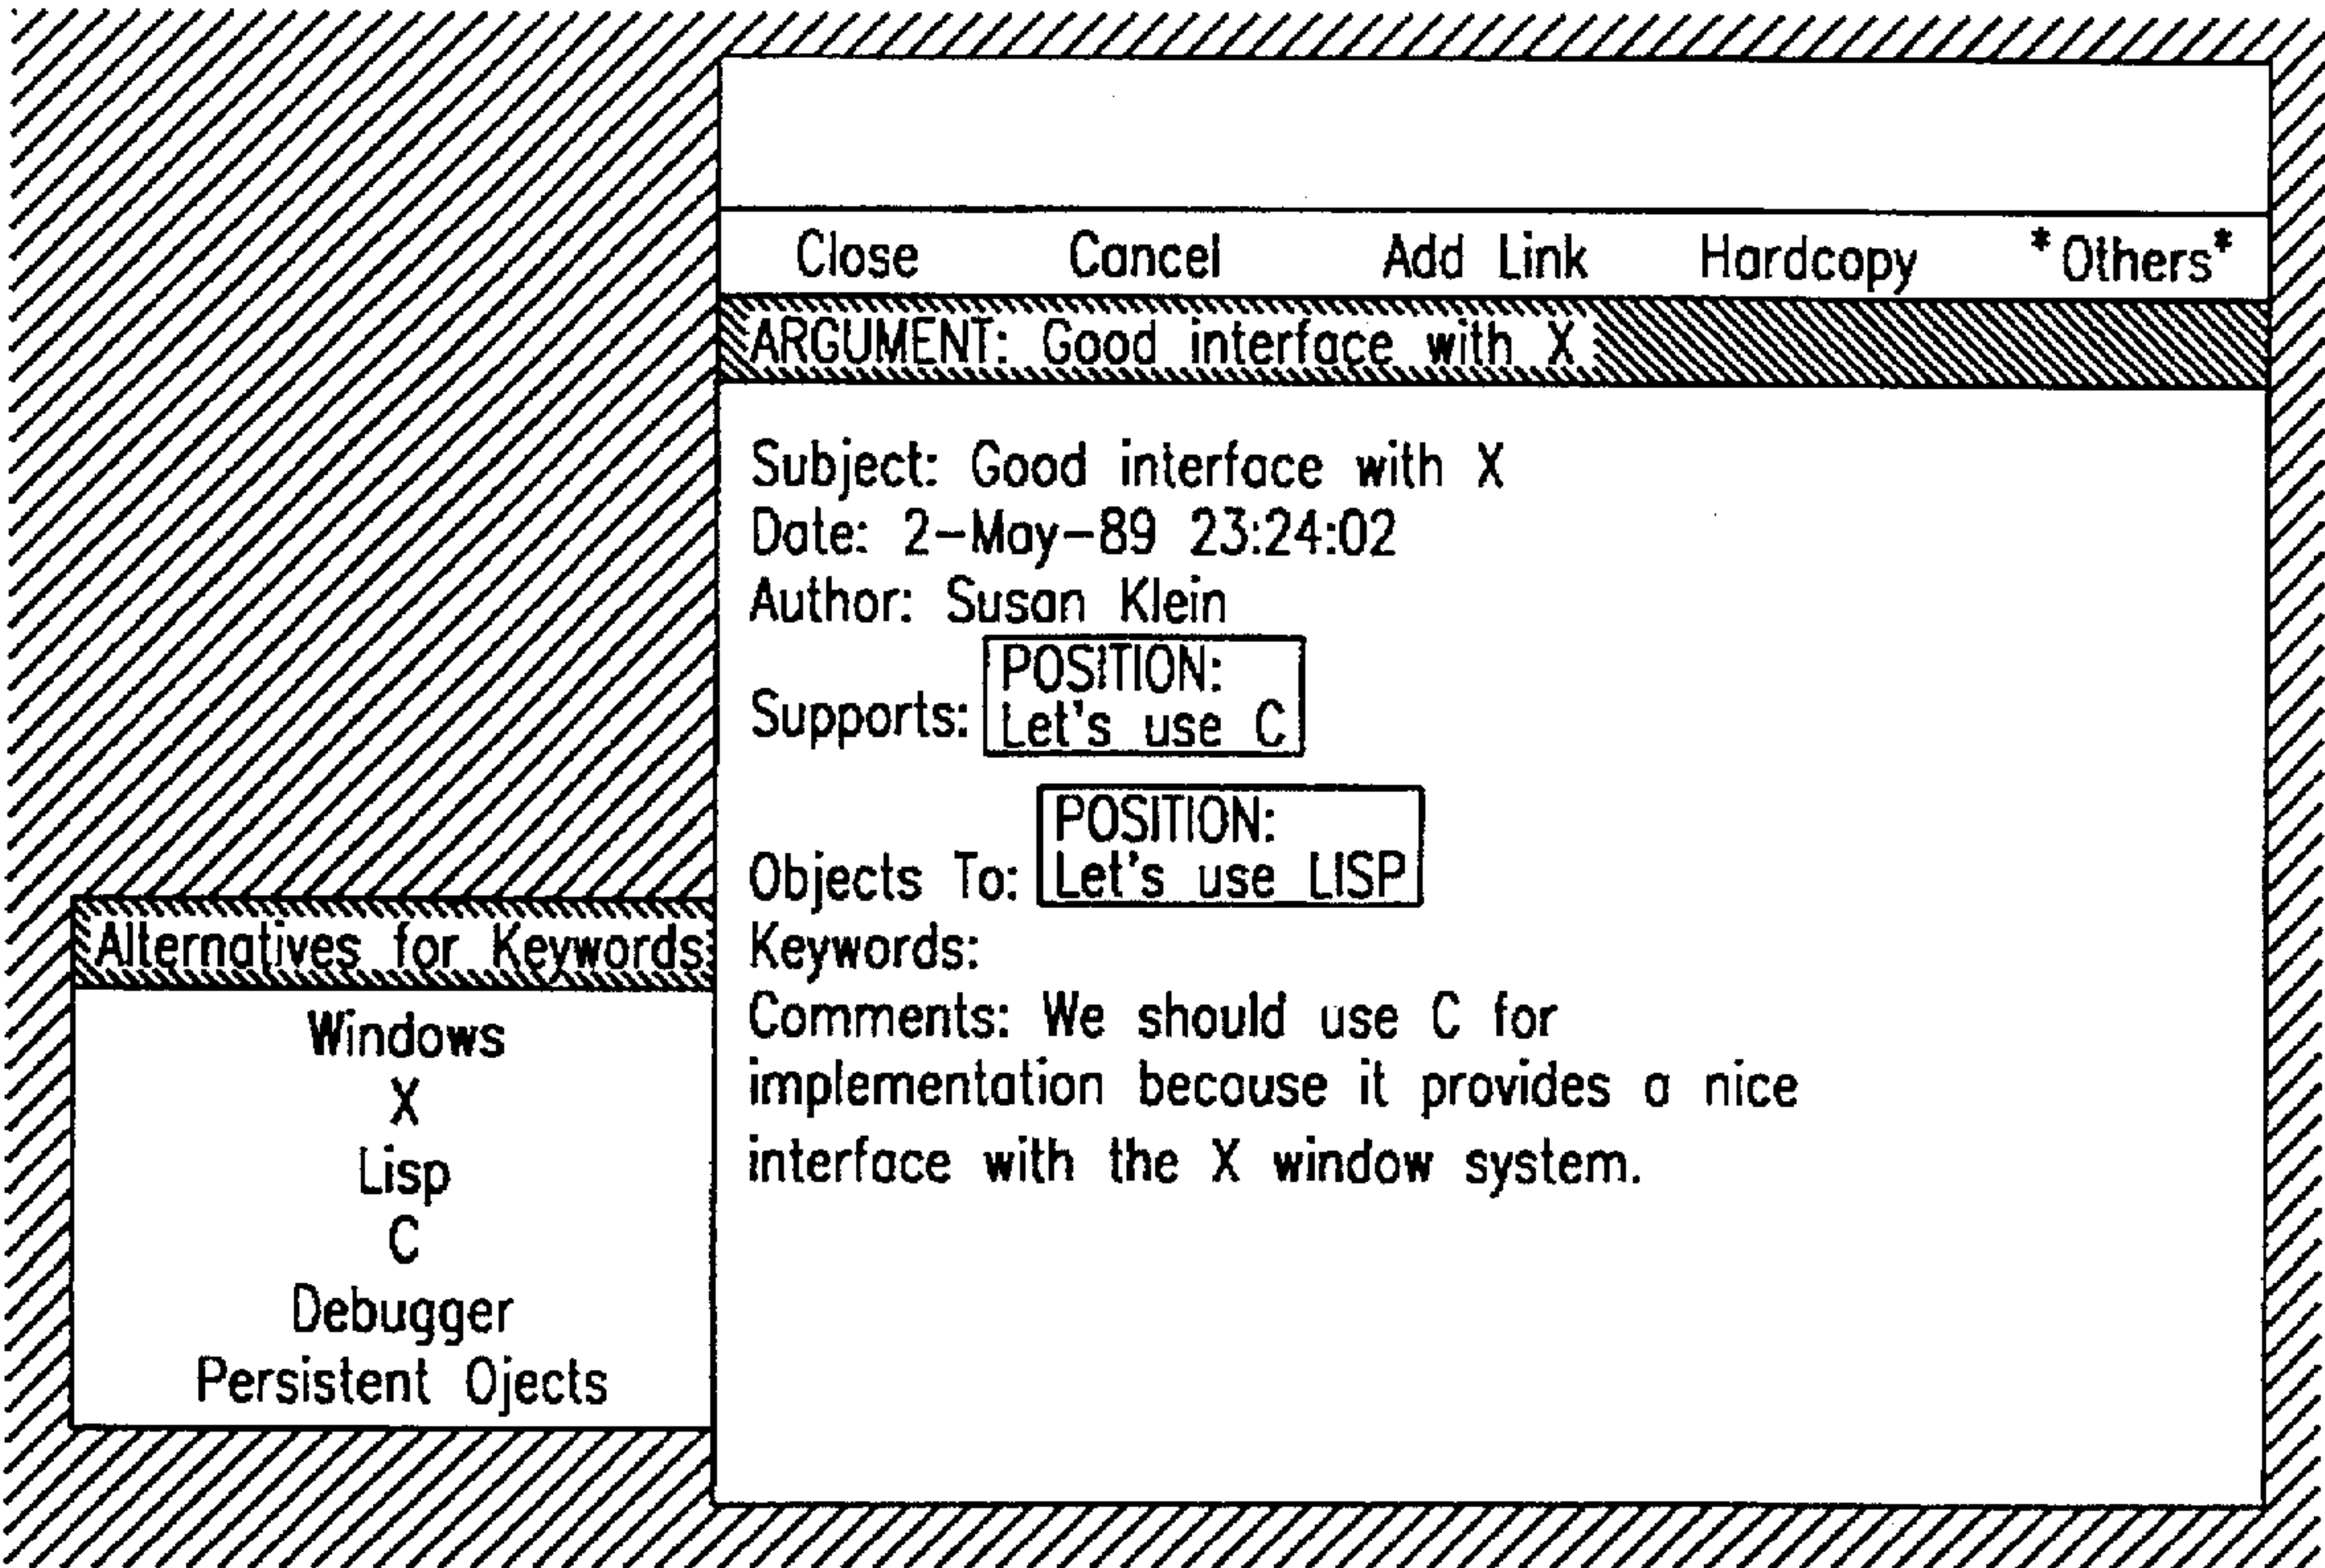 Close Cancel Add Link Hardcopy *Others*
ARGUMENT: Good interface with X
Subject: Good interface with X
Date: 2-May-89 23:24:02
Author: Susan Klein
Supports: POSITION:
Let's use C
Objects To: POSITION:
Let's use LISP
Keywords:
Comments: We should use C for
implementation because it provides a nice
interface with the X window system.
Alternatives for Keywords
Windows
X
Lisp
C
Debugger
Persistent Ojects